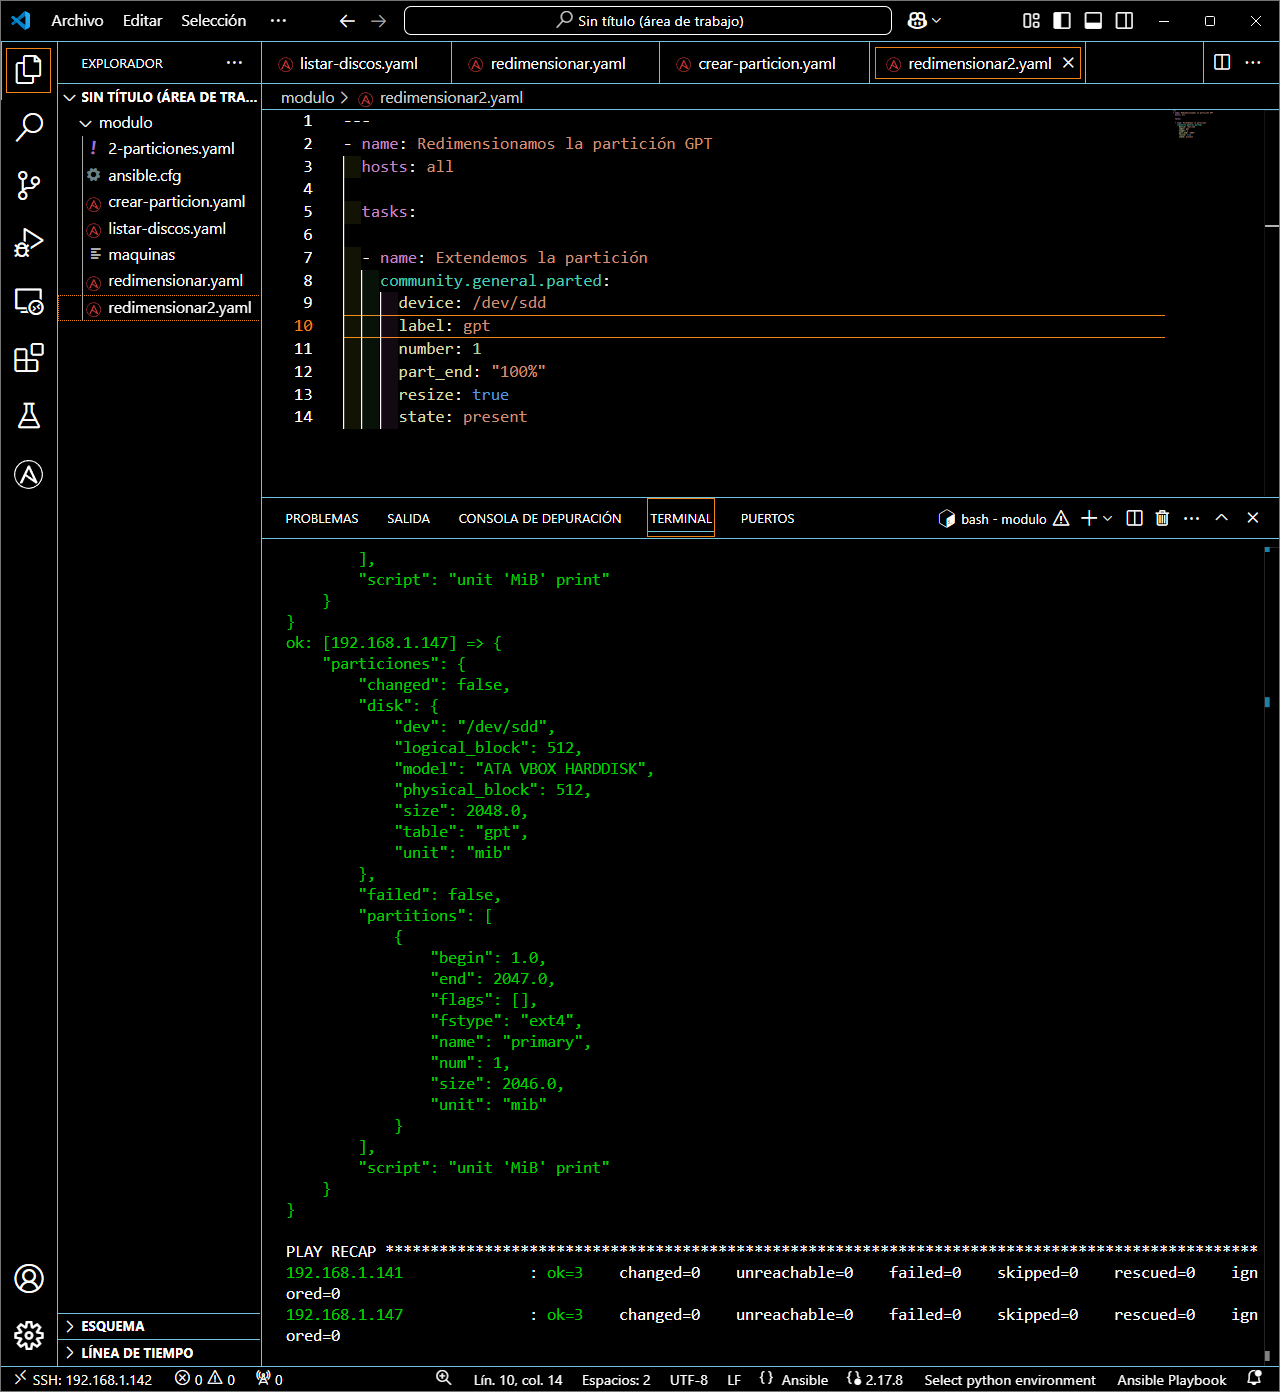 Archivo Editar Selección ··· Sin título (área de trabajo)
EXPLORADOR ···
listar-discos.yaml redimensionar.yaml crear-particion.yaml redimensionar2.yaml
SIN TÍTULO (ÁREA DE TRA...
modulo
! 2-particiones.yaml
ansible.cfg
crear-particion.yaml
listar-discos.yaml
maquinas
redimensionar.yaml
redimensionar2.yaml
ESQUEMA
LÍNEA DE TIEMPO
modulo > redimensionar2.yaml
1 ---
2 - name: Redimensionamos la partición GPT
3 hosts: all
4
5 tasks:
6
7 - name: Extendemos la partición
8 community.general.parted:
9 device: /dev/sdd
10 label: gpt
11 number: 1
12 part_end: "100%"
13 resize: true
14 state: present
PROBLEMAS SALIDA CONSOLA DE DEPURACIÓN TERMINAL PUERTOS bash - modulo
],
"script": "unit 'MiB' print"
}
}
ok: [192.168.1.147] => {
"particiones": {
"changed": false,
"disk": {
"dev": "/dev/sdd",
"logical_block": 512,
"model": "ATA VBOX HARDDISK",
"physical_block": 512,
"size": 2048.0,
"table": "gpt",
"unit": "mib"
},
"failed": false,
"partitions": [
{
"begin": 1.0,
"end": 2047.0,
"flags": [],
"fstype": "ext4",
"name": "primary",
"num": 1,
"size": 2046.0,
"unit": "mib"
}
],
"script": "unit 'MiB' print"
}
}
PLAY RECAP ************************************************************************************************
192.168.1.141 : ok=3 changed=0 unreachable=0 failed=0 skipped=0 rescued=0 ign
ored=0
192.168.1.147 : ok=3 changed=0 unreachable=0 failed=0 skipped=0 rescued=0 ign
ored=0
SSH: 192.168.1.142 0 0 0 Lín. 10, col. 14 Espacios: 2 UTF-8 LF {} Ansible 2.17.8 Select python environment Ansible Playbook